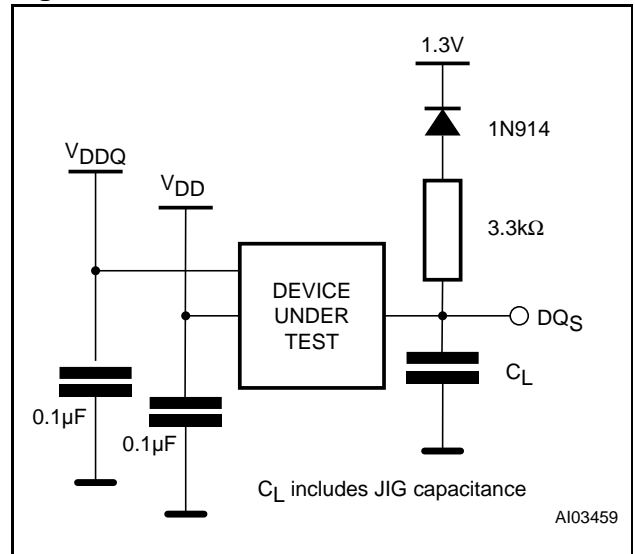 1.3V
1N914
VDDQ
VDD
3.3kΩ
DEVICE
UNDER
TEST
DQS
CL
0.1µF
0.1µF
CL includes JIG capacitance
AI03459